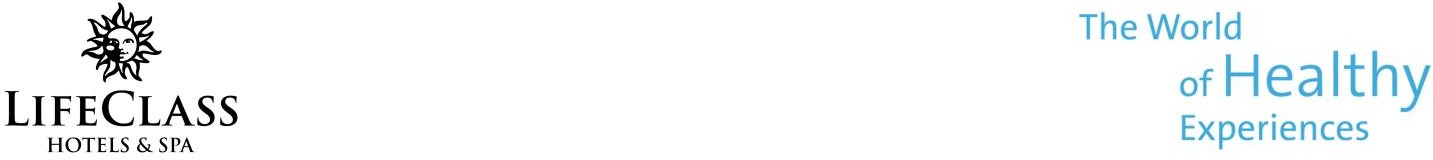 LIFECLASS
HOTELS & SPA
The World
of Healthy
Experiences